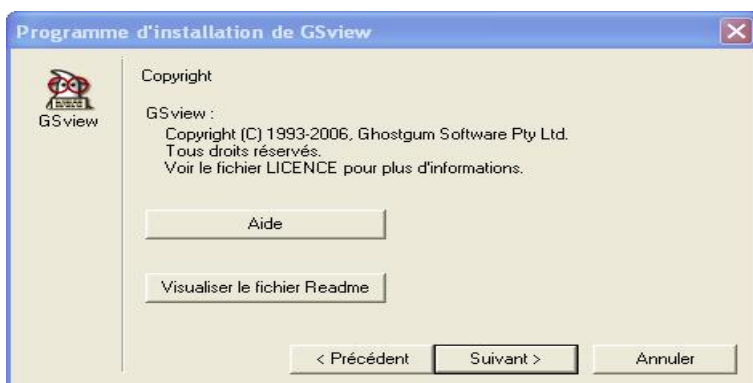 Programme d'installation de GSview
GSview
Copyright
GSview :
Copyright (C) 1993-2006, Ghostgum Software Pty Ltd.
Tous droits réservés.
Voir le fichier LICENCE pour plus d'informations.
Aide
Visualiser le fichier Readme
< Précédent
Suivant >
Annuler